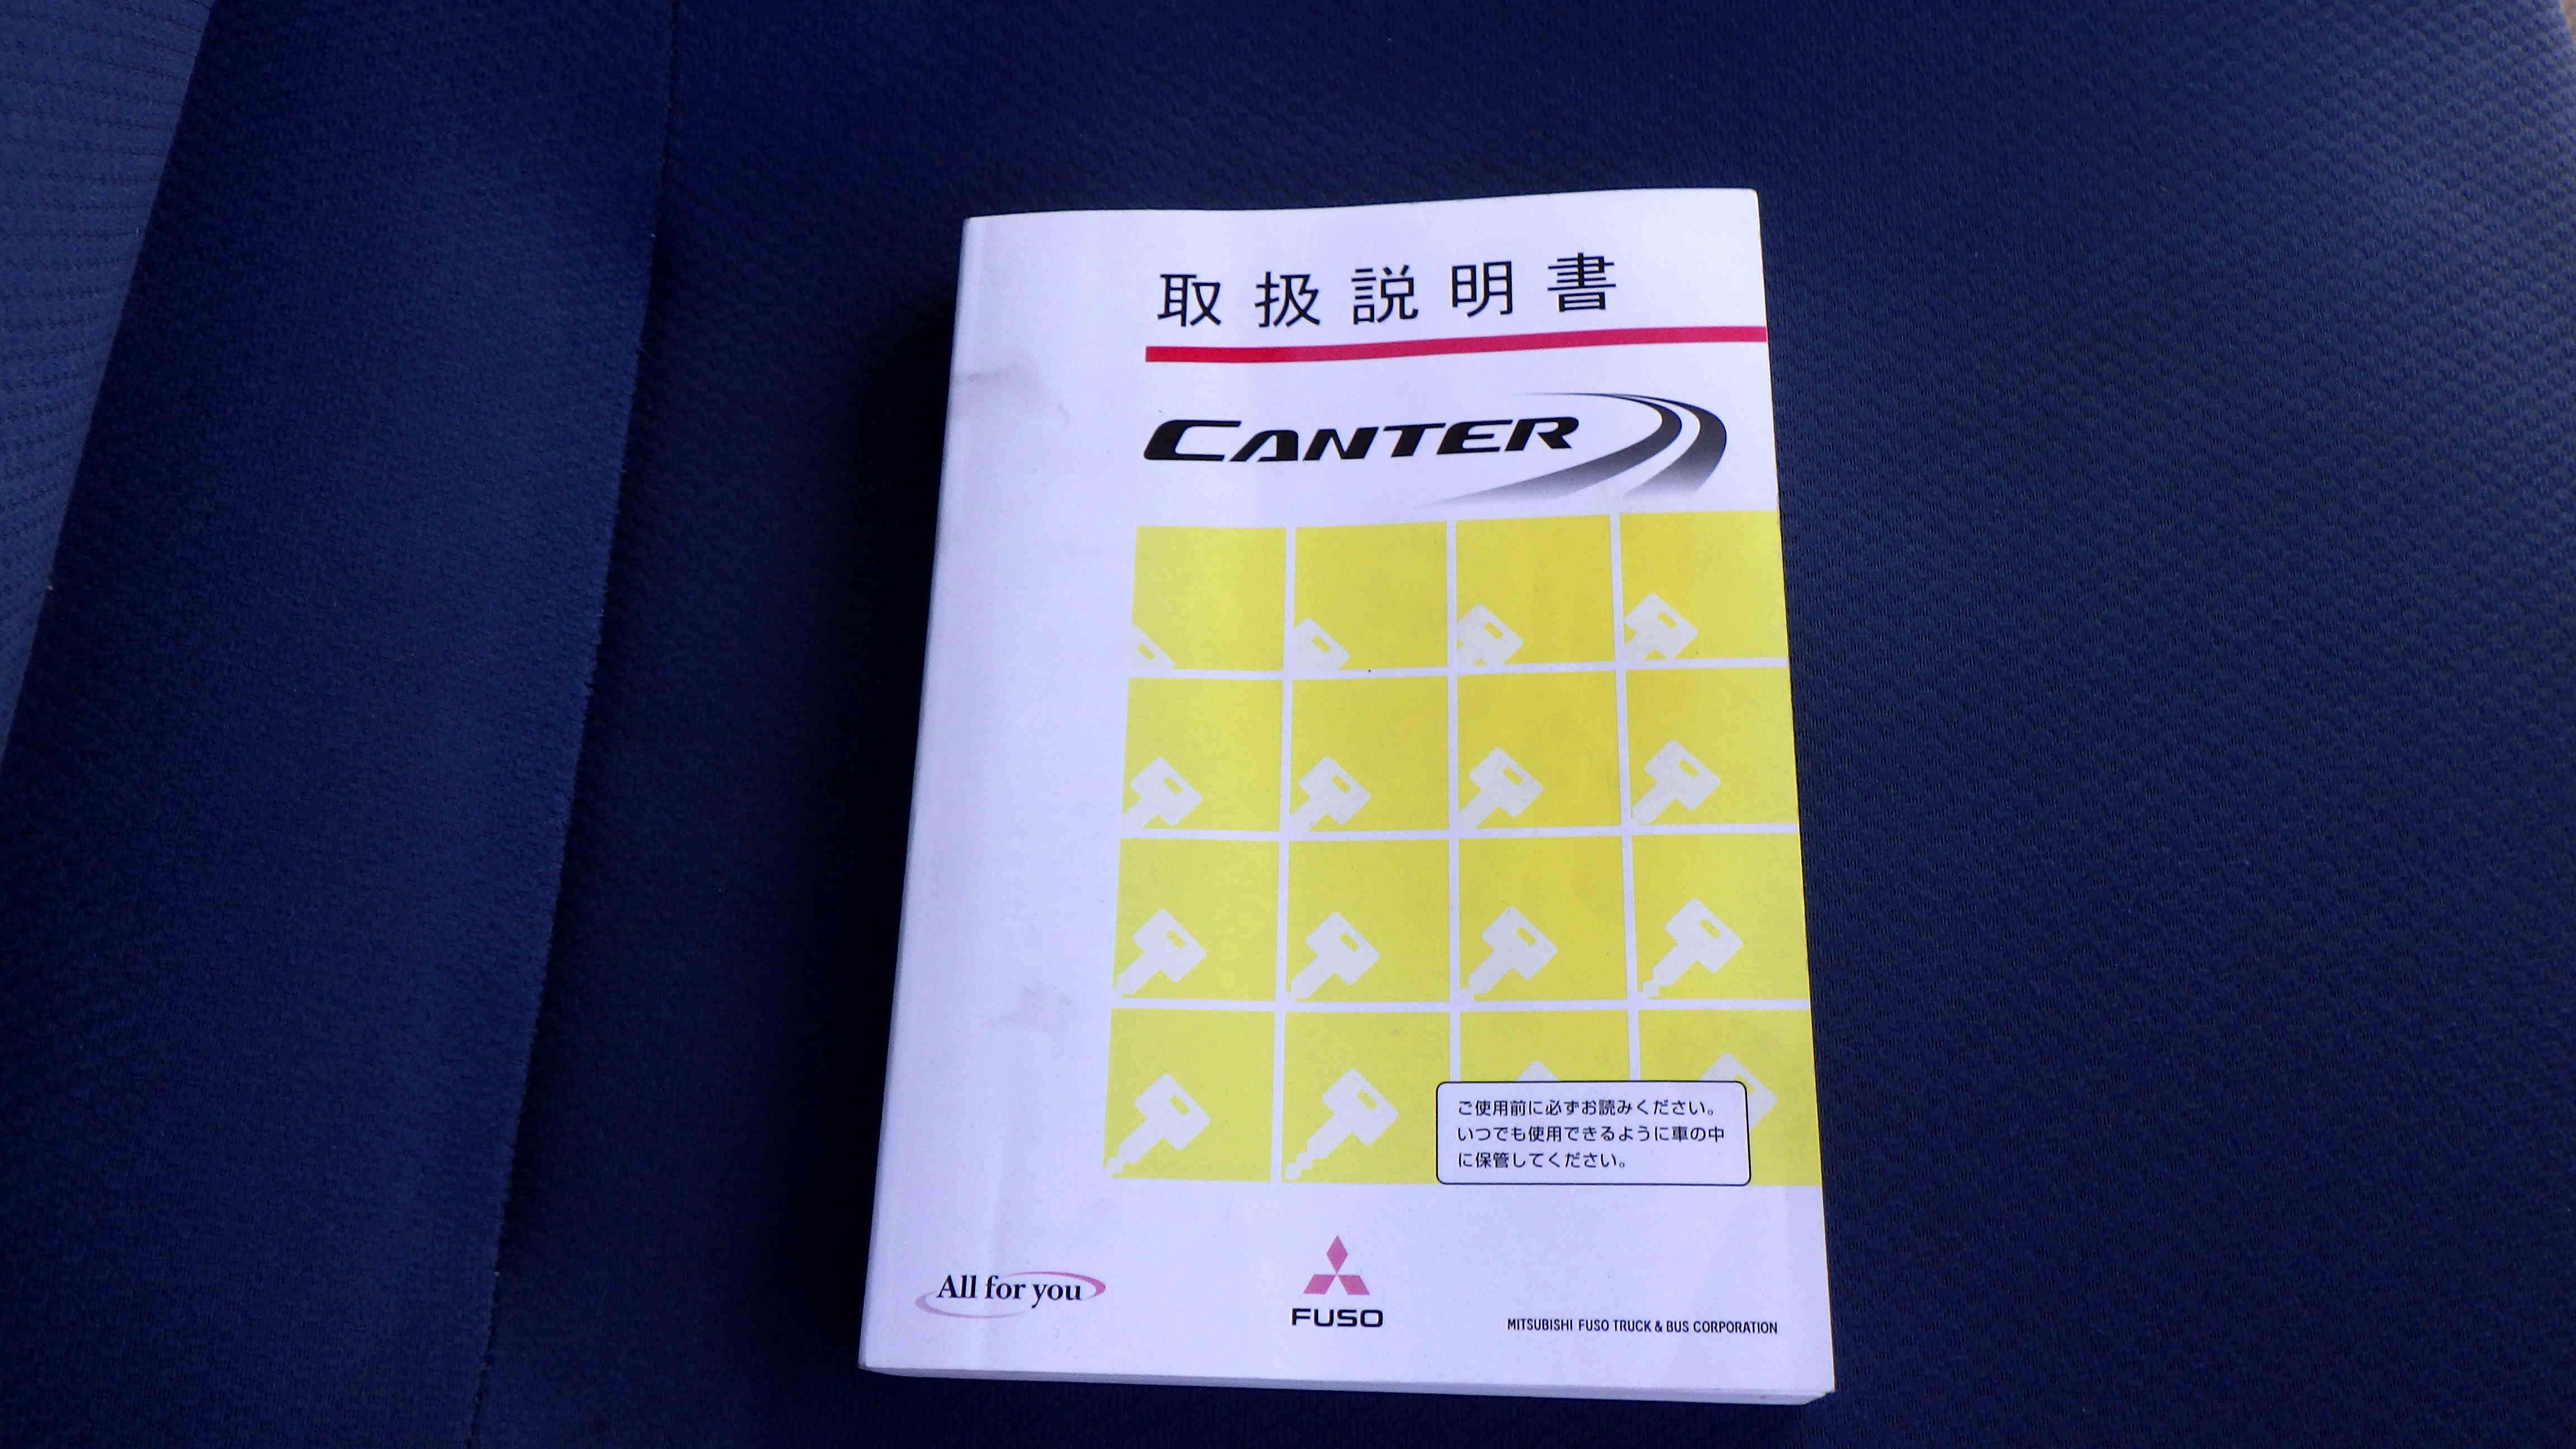 取扱説明書
CANTER
ご使用前に必ずお読みください。
いつでも使用できるように車の中
に保管してください。
All for you
FUSO
MITSUBISHI FUSO TRUCK & BUS CORPORATION